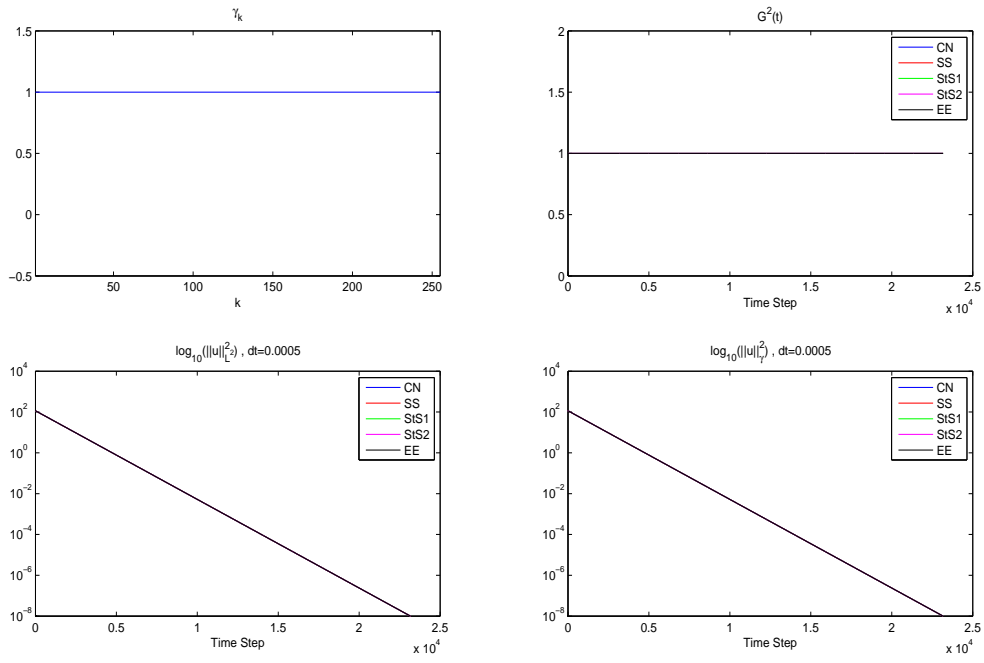 γk
1.5
1
0.5
0
−0.5
50
100
150
200
250
k
G²(t)
2
1.5
1
0.5
0
0
0.5
1
1.5
2
2.5
x 10⁴
Time Step
CN
SS
StS1
StS2
EE
log₁₀(||u||²_L²) , dt=0.0005
10⁴
10²
10⁰
10⁻²
10⁻⁴
10⁻⁶
10⁻⁸
0
0.5
1
1.5
2
2.5
x 10⁴
Time Step
CN
SS
StS1
StS2
EE
log₁₀(||u||²_γ) , dt=0.0005
10⁴
10²
10⁰
10⁻²
10⁻⁴
10⁻⁶
10⁻⁸
0
0.5
1
1.5
2
2.5
x 10⁴
Time Step
CN
SS
StS1
StS2
EE